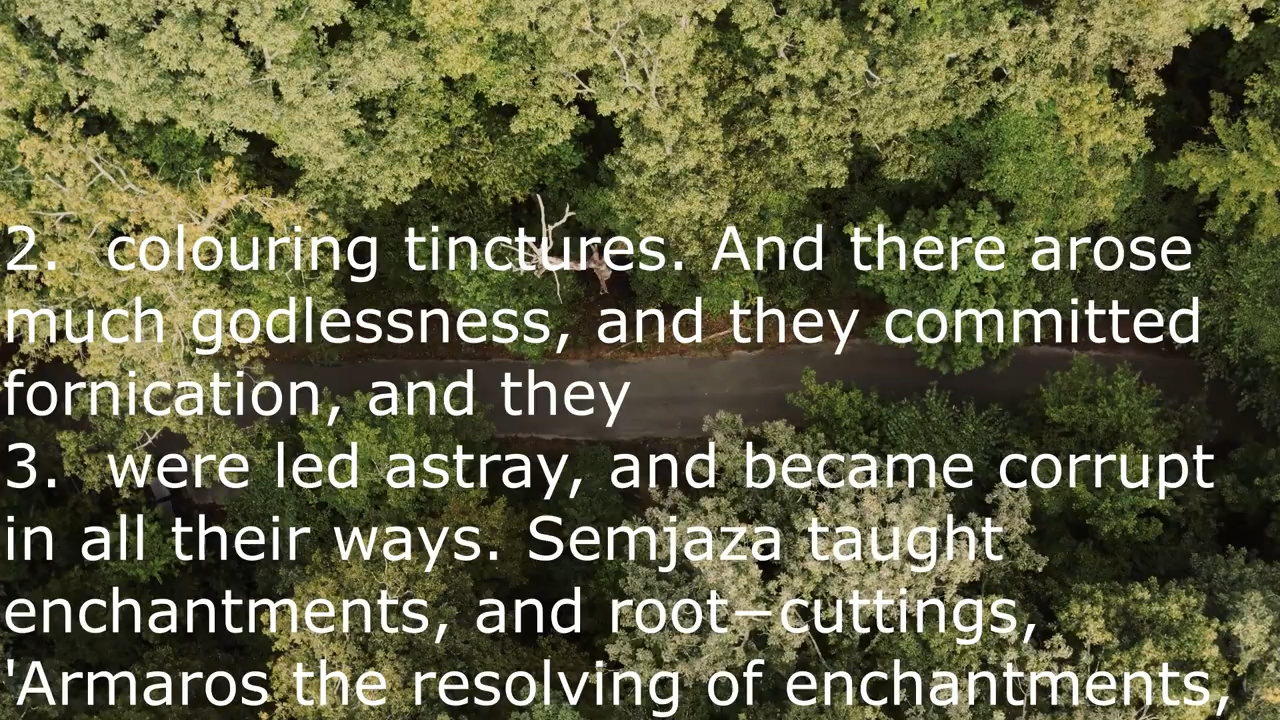 2. colouring tinctures. And there arose
much godlessness, and they committed
fornication, and they
3. were led astray, and became corrupt
in all their ways. Semjaza taught
enchantments, and root−cuttings,
'Armaros the resolving of enchantments,